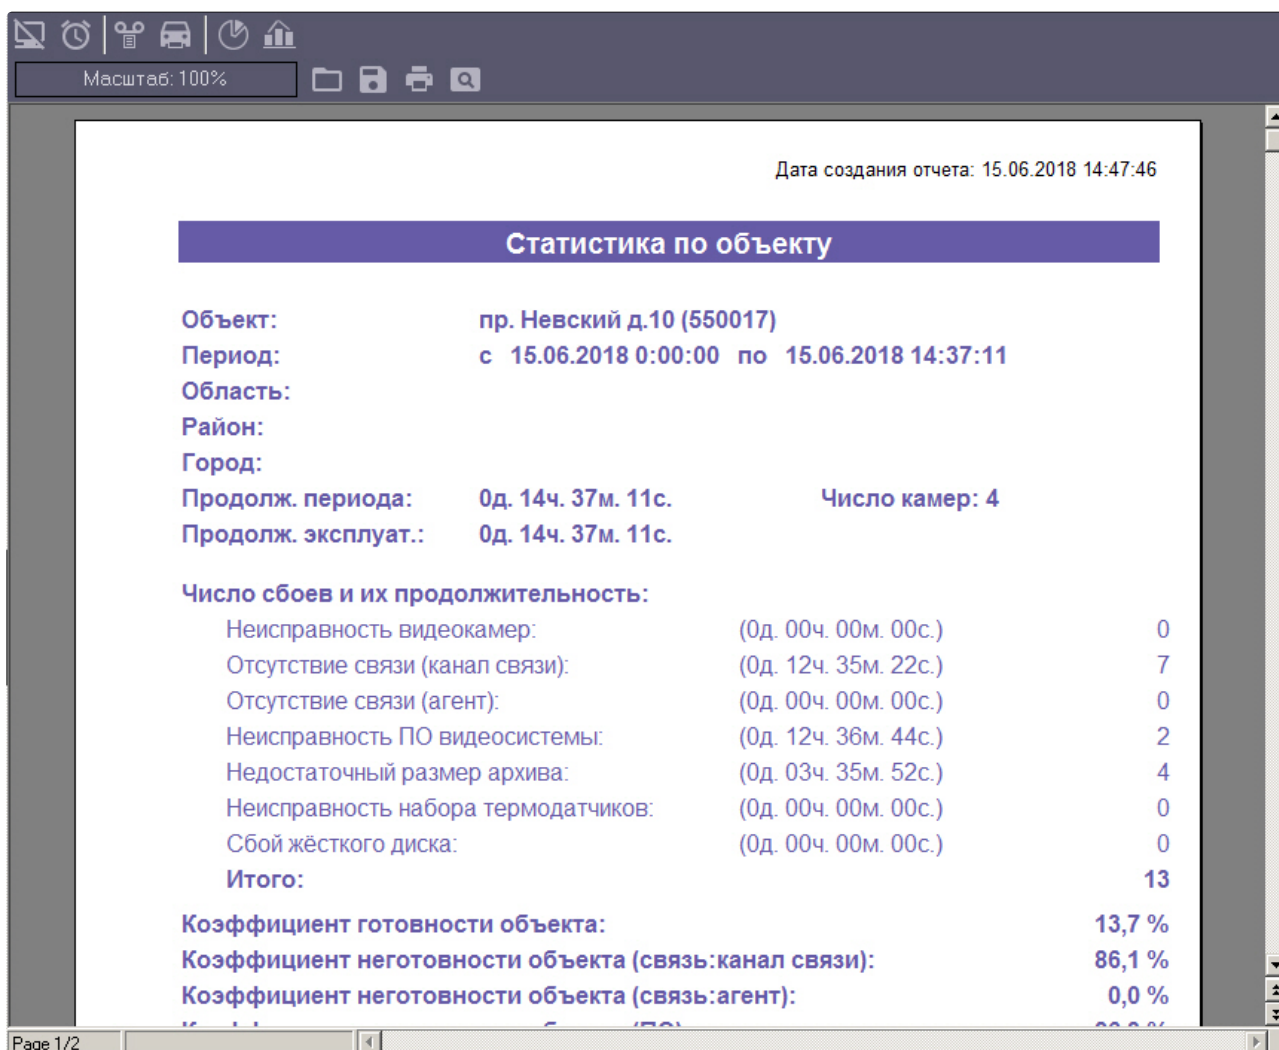 Масштаб: 100%
Дата создания отчета: 15.06.2018 14:47:46
Статистика по объекту
Объект: пр. Невский д.10 (550017)
Период: с 15.06.2018 0:00:00 по 15.06.2018 14:37:11
Область:
Район:
Город:
Продолж. периода: 0д. 14ч. 37м. 11с. Число камер: 4
Продолж. эксплуат.: 0д. 14ч. 37м. 11с.
Число сбоев и их продолжительность:
Неисправность видеокамер: (0д. 00ч. 00м. 00с.) 0
Отсутствие связи (канал связи): (0д. 12ч. 35м. 22с.) 7
Отсутствие связи (агент): (0д. 00ч. 00м. 00с.) 0
Неисправность ПО видеосистемы: (0д. 12ч. 36м. 44с.) 2
Недостаточный размер архива: (0д. 03ч. 35м. 52с.) 4
Неисправность набора термодатчиков: (0д. 00ч. 00м. 00с.) 0
Сбой жёсткого диска: (0д. 00ч. 00м. 00с.) 0
Итого: 13
Коэффициент готовности объекта: 13,7 %
Коэффициент неготовности объекта (связь:канал связи): 86,1 %
Коэффициент неготовности объекта (связь:агент): 0,0 %
Page 1/2